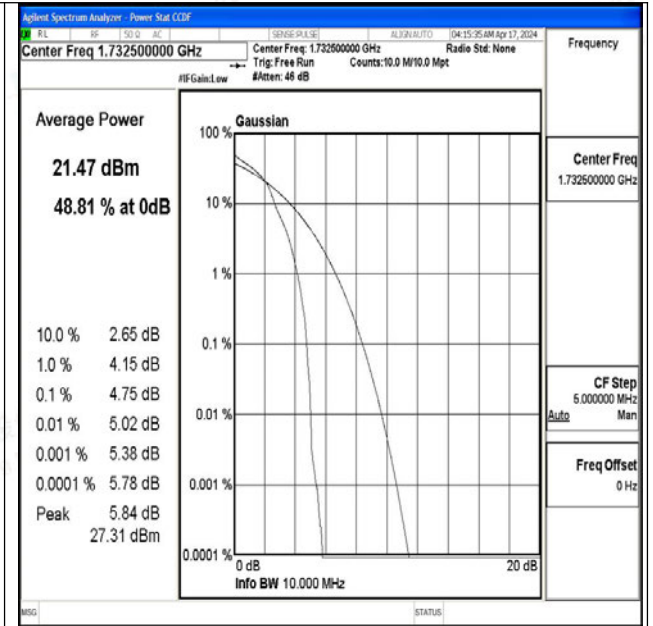 Agilent Spectrum Analyzer - Power Stat CCDF
RL RF 50 Ω AC SENSE:PULSE ALIGN AUTO 04:15:35 AM Apr 17, 2024
Center Freq 1.732500000 GHz
Center Freq: 1.732500000 GHz Radio Std: None
Trig: Free Run Counts:10.0 M/10.0 Mpt
#IFGain:Low #Atten: 46 dB
Frequency
Average Power
21.47 dBm
48.81 % at 0dB
10.0 % 2.65 dB
1.0 % 4.15 dB
0.1 % 4.75 dB
0.01 % 5.02 dB
0.001 % 5.38 dB
0.0001 % 5.78 dB
Peak 5.84 dB
27.31 dBm
Gaussian
100 %
10 %
1 %
0.1 %
0.01 %
0.001 %
0.0001 %
0 dB 20 dB
Info BW 10.000 MHz
Center Freq
1.732500000 GHz
CF Step
5.000000 MHz
Auto Man
Freq Offset
0 Hz
MSG STATUS